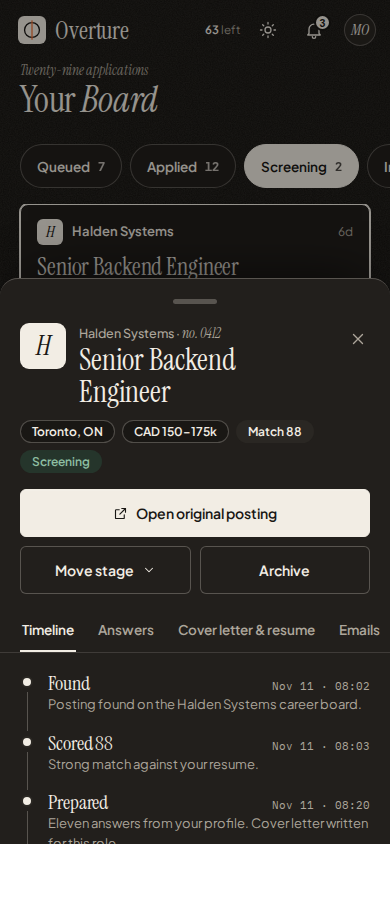 Overture
63 left
3
MO
Twenty-nine applications
Your Board
Queued 7
Applied 12
Screening 2
In
H
Halden Systems
6d
Senior Backend Engineer
H
Halden Systems · no. 0412
Senior Backend
Engineer
Toronto, ON
CAD 150–175k
Match 88
Screening
Open original posting
Move stage
Archive
Timeline
Answers
Cover letter & resume
Emails
Found
Nov 11 · 08:02
Posting found on the Halden Systems career board.
Scored 88
Nov 11 · 08:03
Strong match against your resume.
Prepared
Nov 11 · 08:20
Eleven answers from your profile. Cover letter written
for this role.